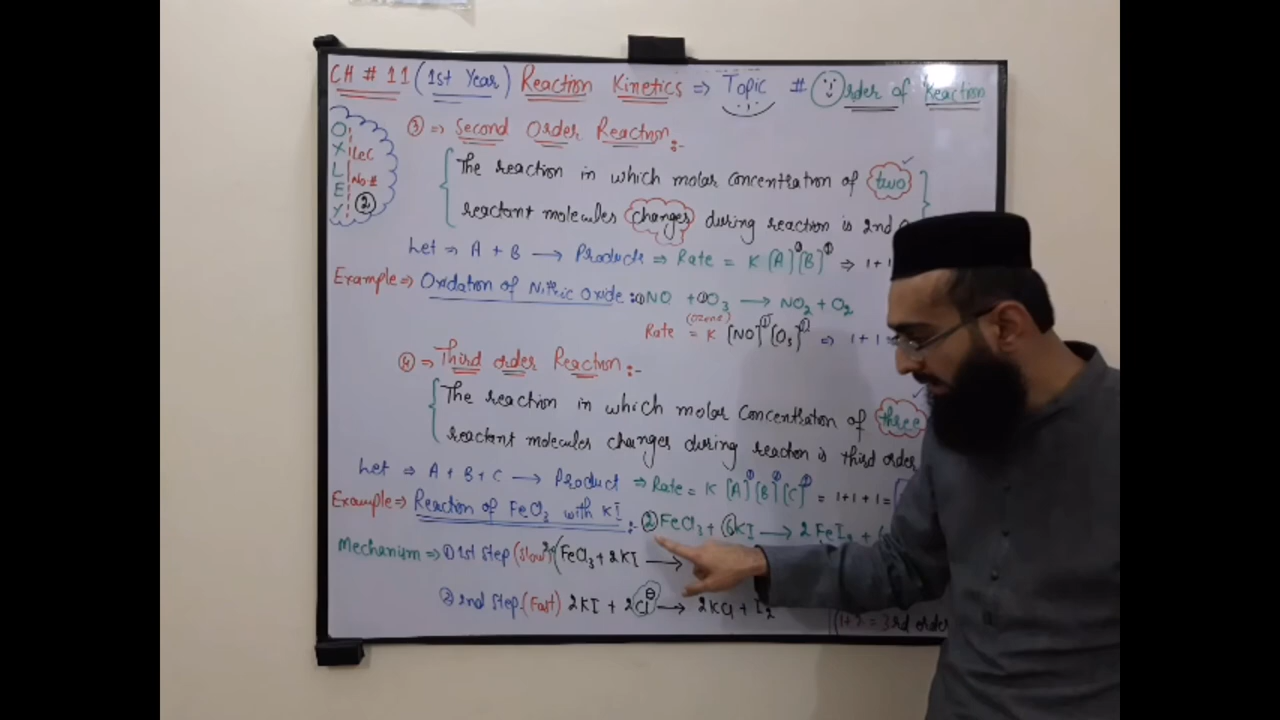 CH # 11 (1st Year) Reaction Kinetics ⇒ Topic # Order of Reaction
OXLEY
Lec No # ②
③ ⇒ Second Order Reaction:-
The reaction in which molar concentration of two
reactant molecules changes during reaction is 2nd
Let ⇒ A + B ⟶ Products ⇒ Rate = K [A]¹[B]¹ ⇒ 1+1
Example ⇒ Oxidation of Nitric Oxide: ①NO + ①O₃ ⟶ NO₂ + O₂
(Ozone)
Rate = K [NO]¹[O₃]¹ ⇒ 1+1=
④ ⇒ Third order Reaction:-
The reaction in which molar concentration of three
reactant molecules changes during reacton is third order
Let ⇒ A + B + C ⟶ Product ⇒ Rate = K [A]¹[B]¹[C]¹ = 1+1+1=
Example ⇒ Reaction of FeCl₃ with KI:- ②FeCl₃ + ⑥KI ⟶ 2FeI₂ +
Mechanism ⇒ ① 1st step (Slow) FeCl₃ + 2KI ⟶
② 2nd step (Fast) 2KI + 2Cl⊖ ⟶ 2KCl + I₂
1+2 = 3rd order